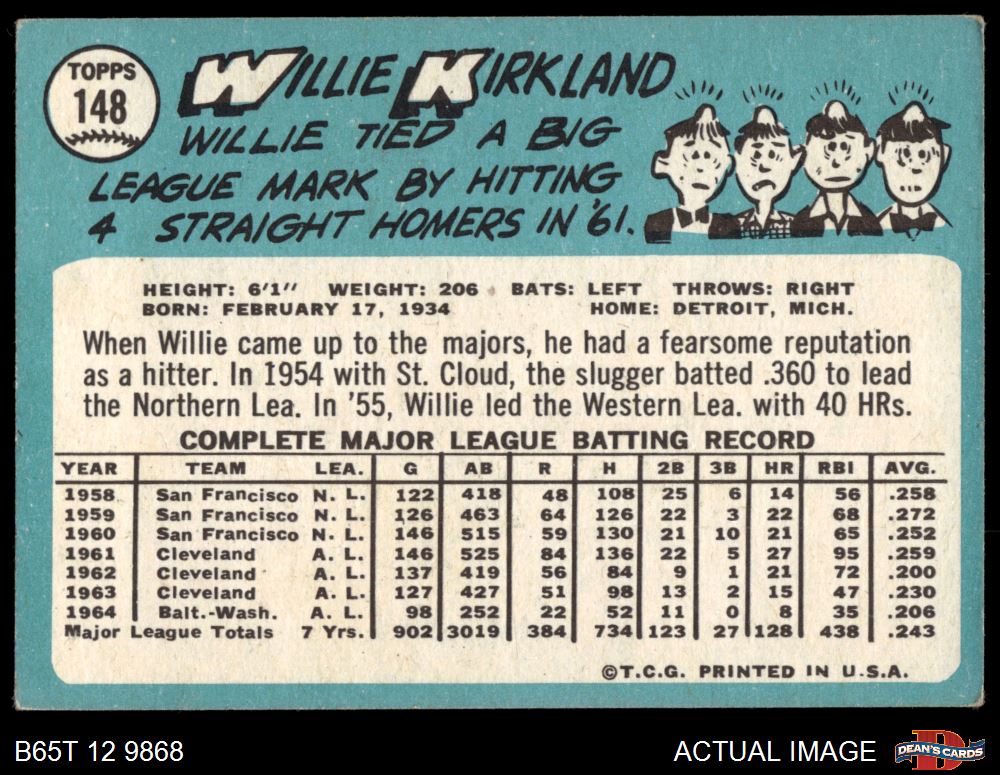 TOPPS
148
WILLIE KIRKLAND
WILLIE TIED A BIG
LEAGUE MARK BY HITTING
4 STRAIGHT HOMERS IN '61.
HEIGHT: 6'1" WEIGHT: 206 BATS: LEFT THROWS: RIGHT
BORN: FEBRUARY 17, 1934 HOME: DETROIT, MICH.
When Willie came up to the majors, he had a fearsome reputation
as a hitter. In 1954 with St. Cloud, the slugger batted .360 to lead
the Northern Lea. In '55, Willie led the Western Lea. with 40 HRs.
COMPLETE MAJOR LEAGUE BATTING RECORD
YEAR TEAM LEA. G AB R H 2B 3B HR RBI AVG.
1958 San Francisco N. L. 122 418 48 108 25 6 14 56 .258
1959 San Francisco N. L. 126 463 64 126 22 3 22 68 .272
1960 San Francisco N. L. 146 515 59 130 21 10 21 65 .252
1961 Cleveland A. L. 146 525 84 136 22 5 27 95 .259
1962 Cleveland A. L. 137 419 56 84 9 1 21 72 .200
1963 Cleveland A. L. 127 427 51 98 13 2 15 47 .230
1964 Balt.-Wash. A. L. 98 252 22 52 11 0 8 35 .206
Major League Totals 7 Yrs. 902 3019 384 734 123 27 128 438 .243
©T.C.G. PRINTED IN U.S.A.
B65T 12 9868 ACTUAL IMAGE DEAN'S CARDS